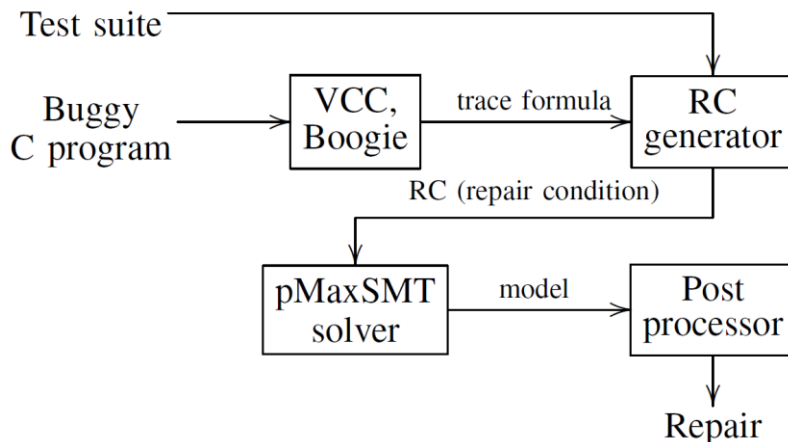 Test suite
Buggy
C program
VCC,
Boogie
trace formula
RC
generator
RC (repair condition)
pMaxSMT
solver
model
Post
processor
Repair